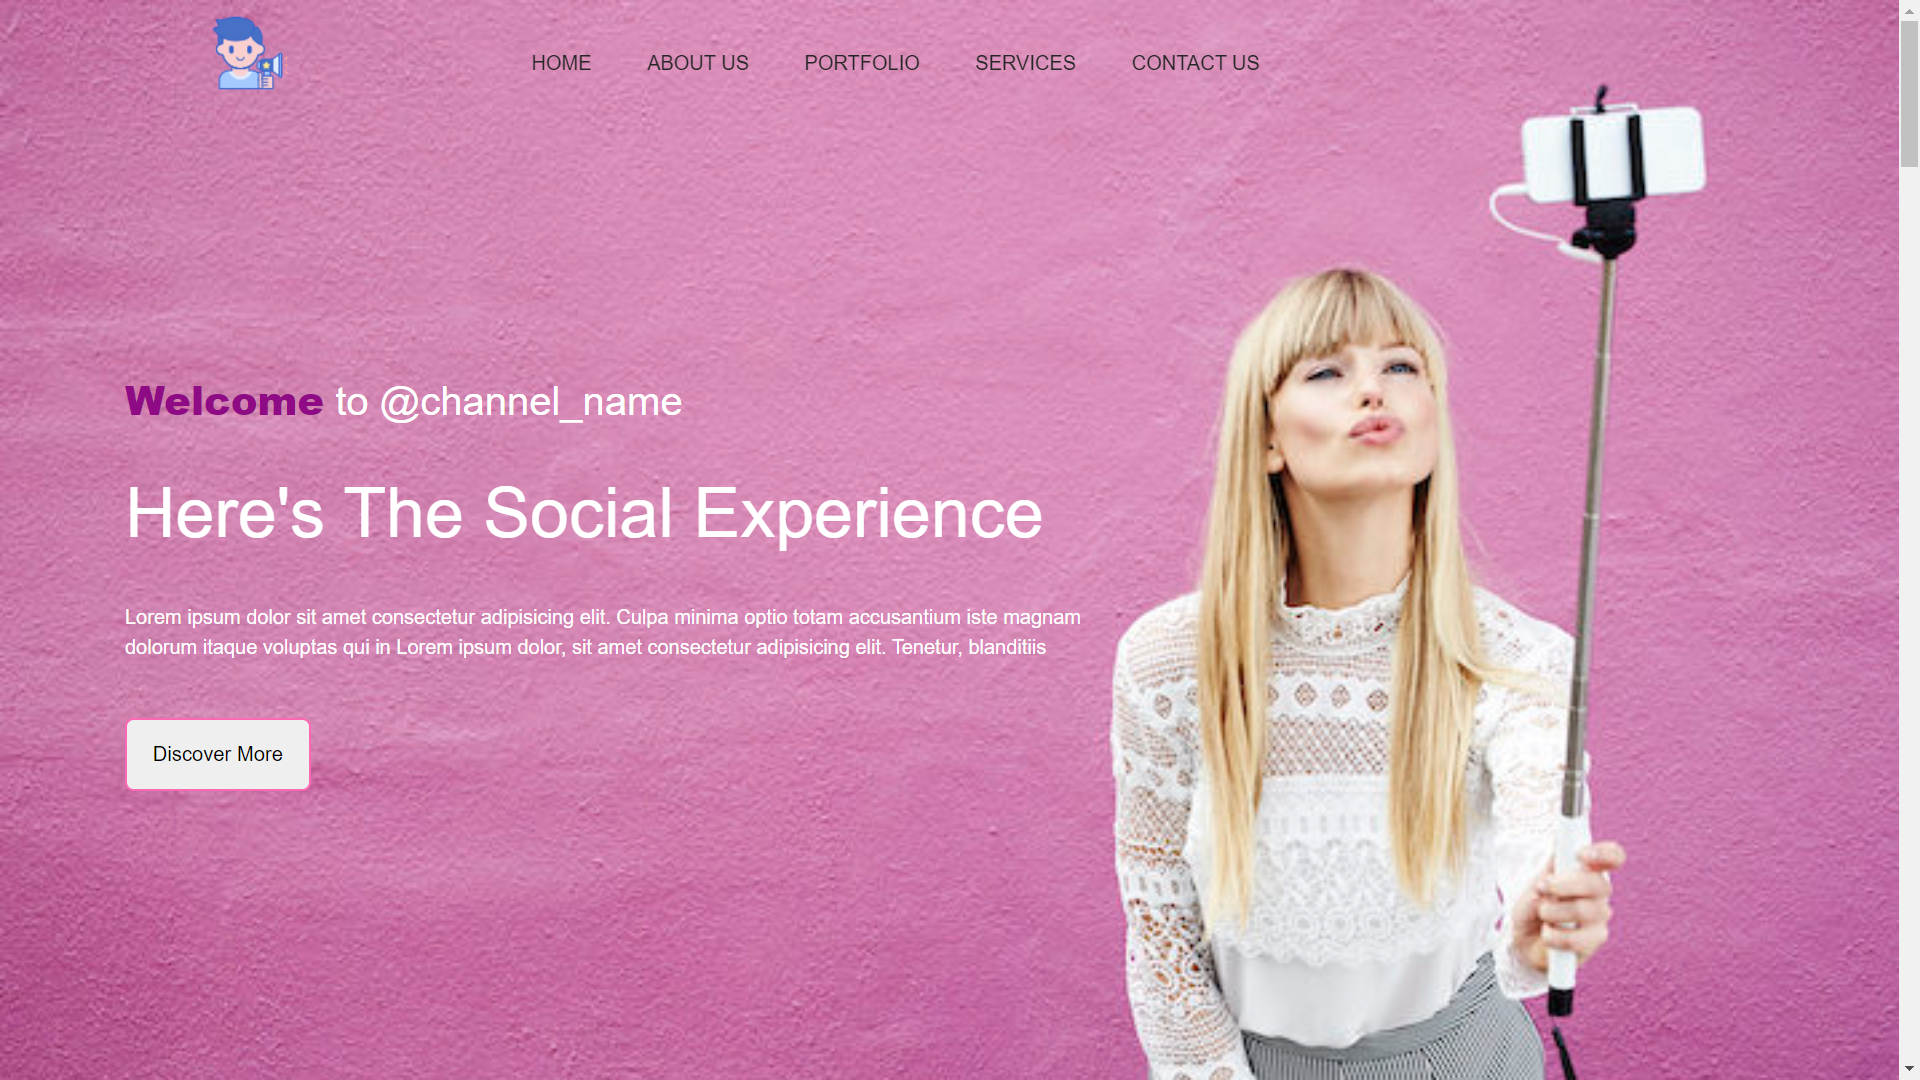 HOME ABOUT US PORTFOLIO SERVICES CONTACT US
Welcome to @channel_name
Here's The Social Experience
Lorem ipsum dolor sit amet consectetur adipisicing elit. Culpa minima optio totam accusantium iste magnam
dolorum itaque voluptas qui in Lorem ipsum dolor, sit amet consectetur adipisicing elit. Tenetur, blanditiis
Discover More